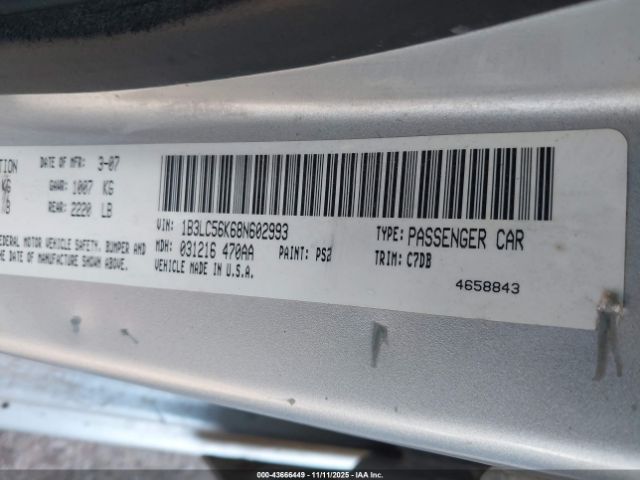 TION DATE OF MFR: 3-07
KG GAWR: 1007 KG
B REAR: 2220 LB
VIN: 1B3LC56K68N602993 TYPE: PASSENGER CAR
EDERAL MOTOR VEHICLE SAFETY, BUMPER AND MDH: 031216 470AA PAINT: PS2 TRIM: C7DB
THE DATE OF MANUFACTURE SHOWN ABOVE. VEHICLE MADE IN U.S.A.
4658843
000-43666449 - 11/11/2025 - IAA Inc.